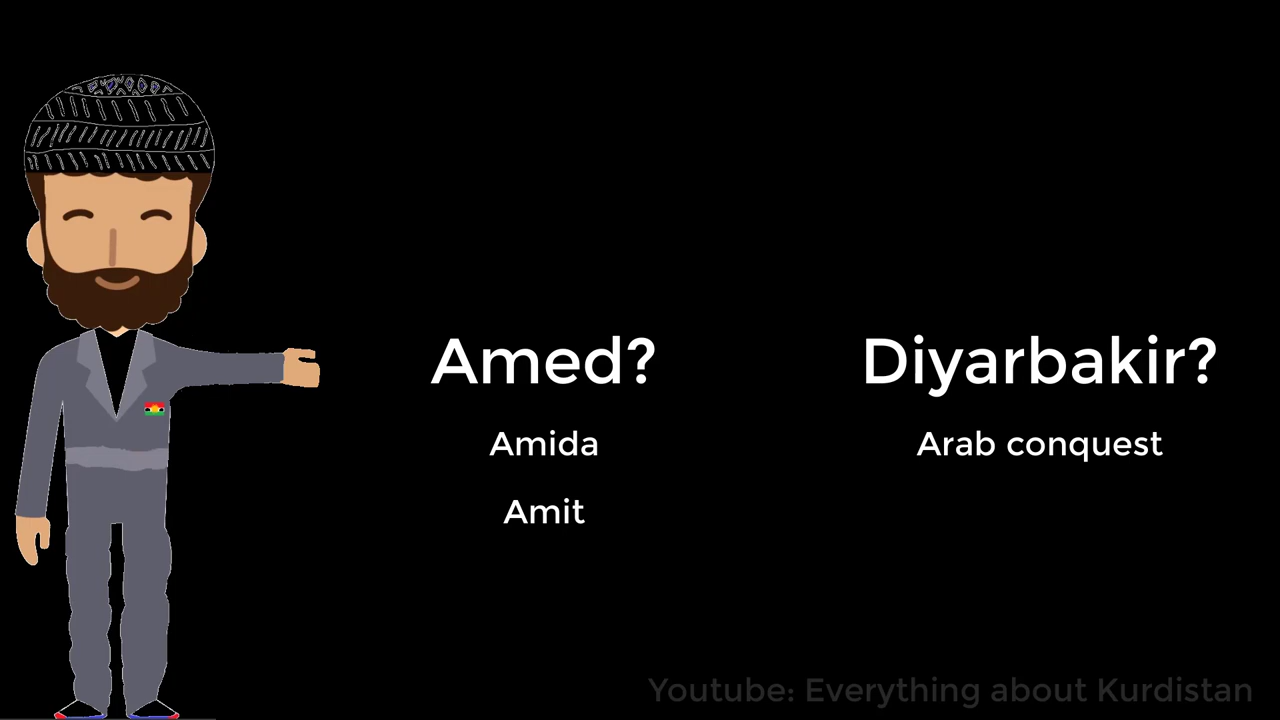 Amed?
Diyarbakir?
Amida
Arab conquest
Amit
Youtube: Everything about Kurdistan